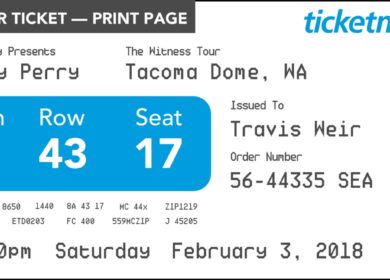 R TICKET — PRINT PAGE
ticketm
y Presents
The Witness Tour
y Perry
Tacoma Dome, WA
Row
Seat
43
17
Issued To
Travis Weir
Order Number
56-44335 SEA
8650 1440 8A 43 17 MC 44x ZIP1219
ETD0203 FC 400 559MCZIP J 45205
0pm Saturday February 3, 2018